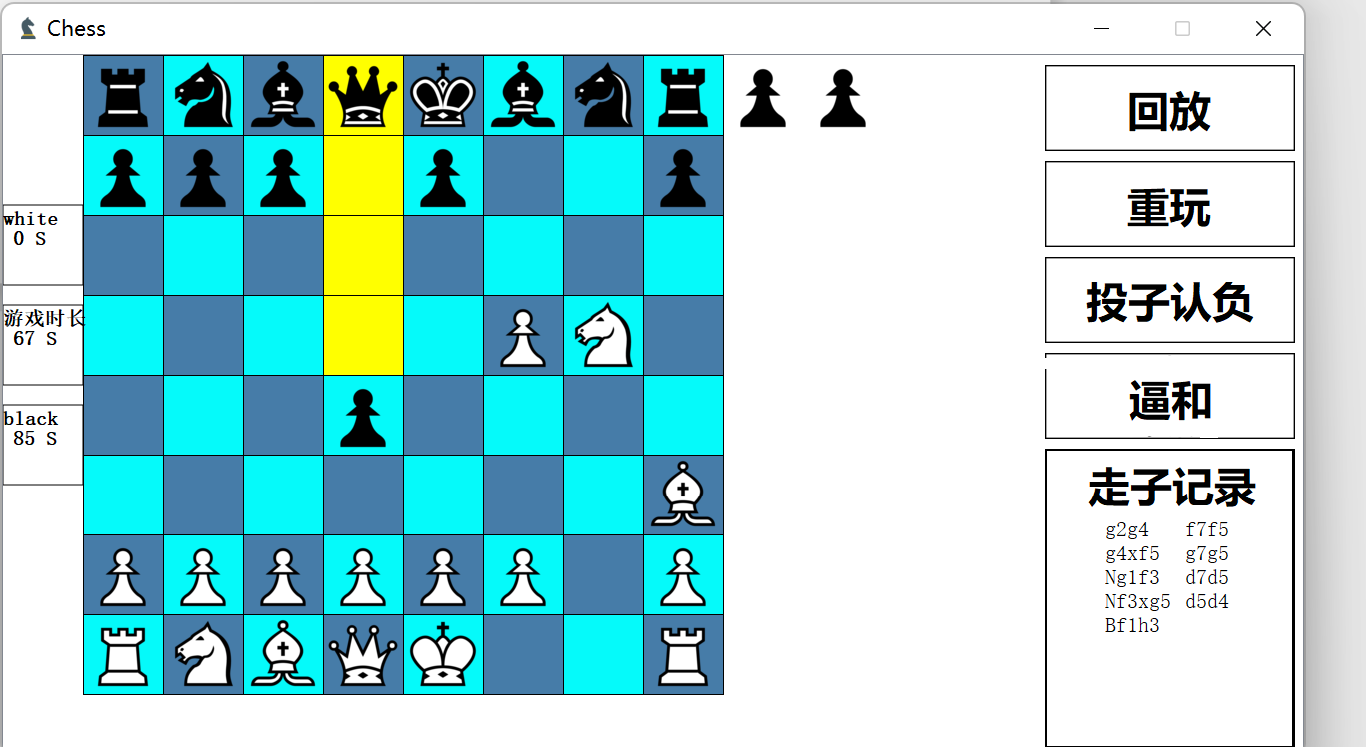 Chess
white
0 S
游戏时长
67 S
black
85 S
回放
重玩
投子认负
逼和
走子记录
g2g4 f7f5
g4xf5 g7g5
Ng1f3 d7d5
Nf3xg5 d5d4
Bf1h3